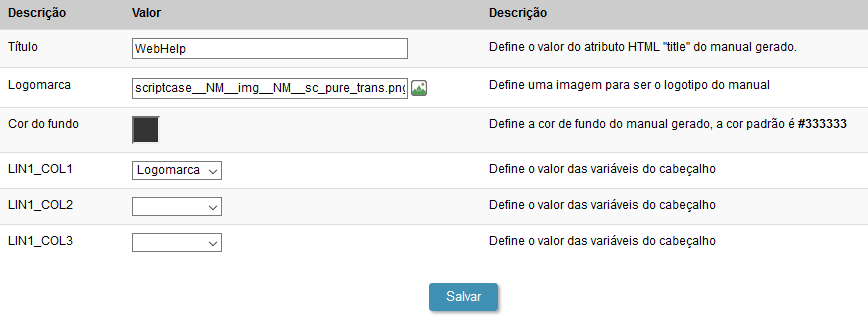 Descrição Valor Descrição
Título WebHelp Define o valor do atributo HTML "title" do manual gerado.
Logomarca scriptcase__NM__img__NM__sc_pure_trans.png Define uma imagem para ser o logotipo do manual
Cor do fundo Define a cor de fundo do manual gerado, a cor padrão é #333333
LIN1_COL1 Logomarca Define o valor das variáveis do cabeçalho
LIN1_COL2 Define o valor das variáveis do cabeçalho
LIN1_COL3 Define o valor das variáveis do cabeçalho
Salvar